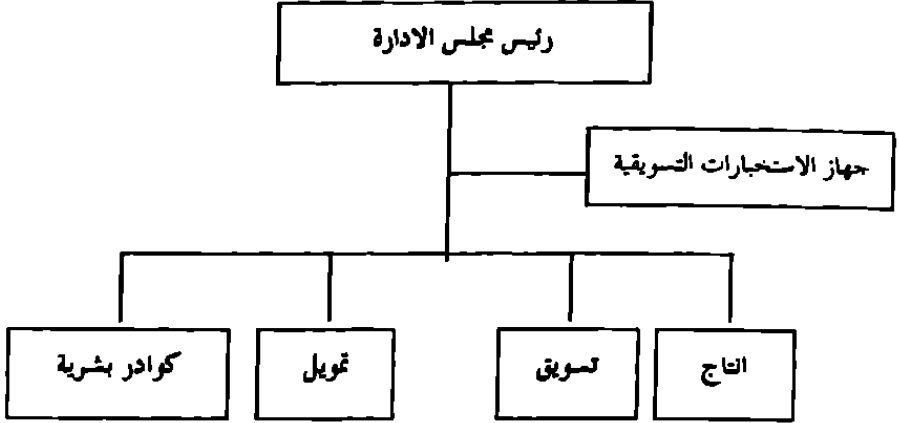 رئيس مجلس الادارة
جهاز الاستخبارات التسويقية
انتاج
تسويق
تمويل
كوادر بشرية